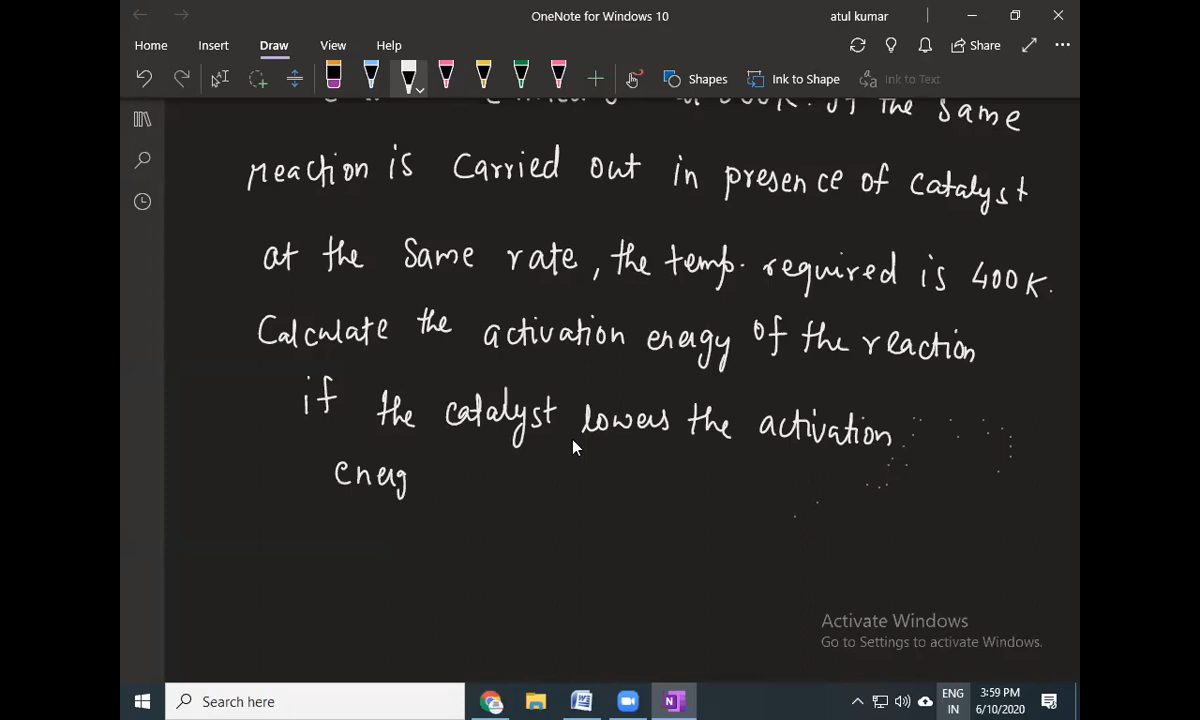 OneNote for Windows 10
atul kumar
Home Insert Draw View Help
Share
Shapes Ink to Shape Ink to Text
the same
reaction is Carried out in presence of catalyst
at the same rate, the temp. required is 400K.
Calculate the activation energy of the reaction
if the catalyst lowers the activation
energ
Activate Windows
Go to Settings to activate Windows.
Search here
ENG
IN
3:59 PM
6/10/2020